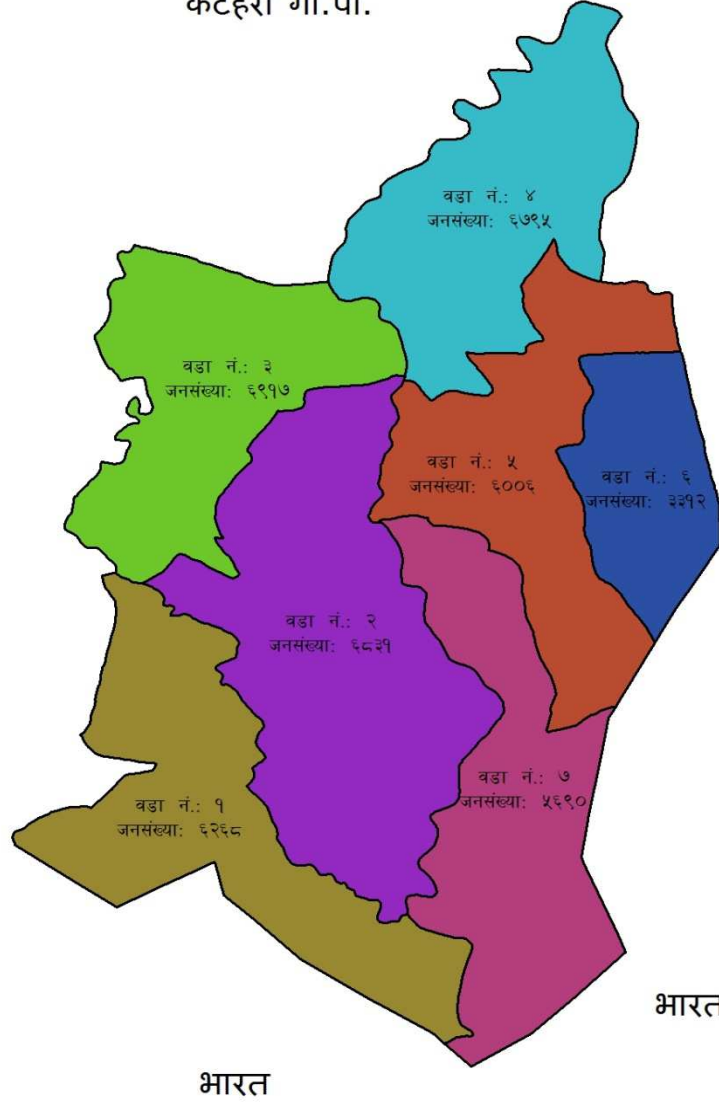 कटहरी गा.पा.
वडा नं.: ४
जनसंख्या: ६७९५
वडा नं.: ३
जनसंख्या: ६९१७
वडा नं.: ५
जनसंख्या: ६००६
वडा नं.: ६
जनसंख्या: ३३१२
वडा नं.: २
जनसंख्या: ६८३१
वडा नं.: ७
जनसंख्या: ५६९०
वडा नं.: १
जनसंख्या: ६२६८
भारत
भारत